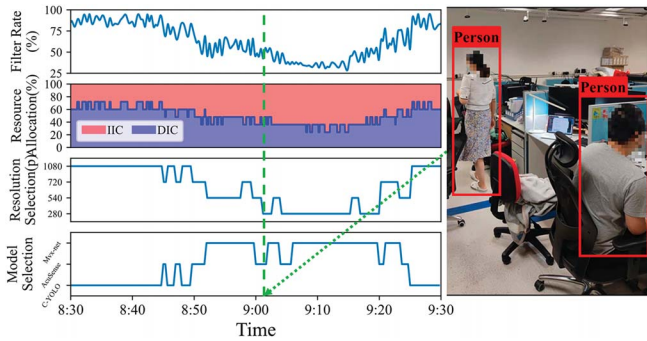 Filter Rate
(%)
100
75
50
25
Resource
Allocation(%)
100
80
60
40
20
0
IIC
DIC
Resolution
Selection(p)
1080
720
540
280
Model
Selection
Mvx-net
AcuSense
C-YOLO
8:30
8:40
8:50
9:00
9:10
9:20
9:30
Time
Person
Person